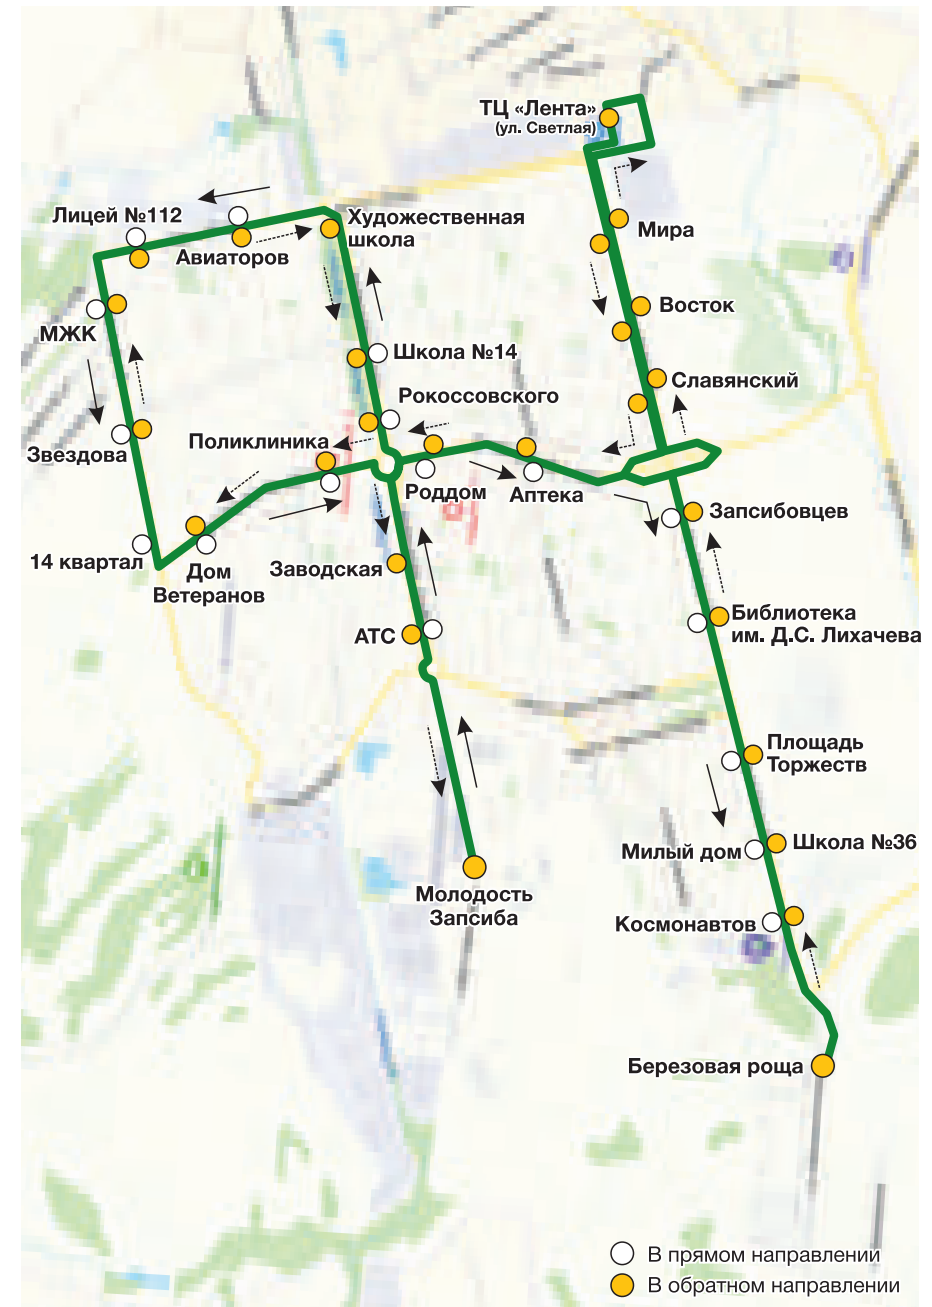 ТЦ «Лента»
(ул. Светлая)
Лицей №112
Художественная
школа
Мира
Авиаторов
Восток
МЖК
Школа №14
Славянский
Рокоссовского
Поликлиника
Звездова
Роддом
Аптека
Запсибовцев
14 квартал
Дом
Ветеранов
Заводская
Библиотека
им. Д.С. Лихачева
АТС
Площадь
Торжеств
Школа №36
Милый дом
Молодость
Запсиба
Космонавтов
Березовая роща
В прямом направлении
В обратном направлении